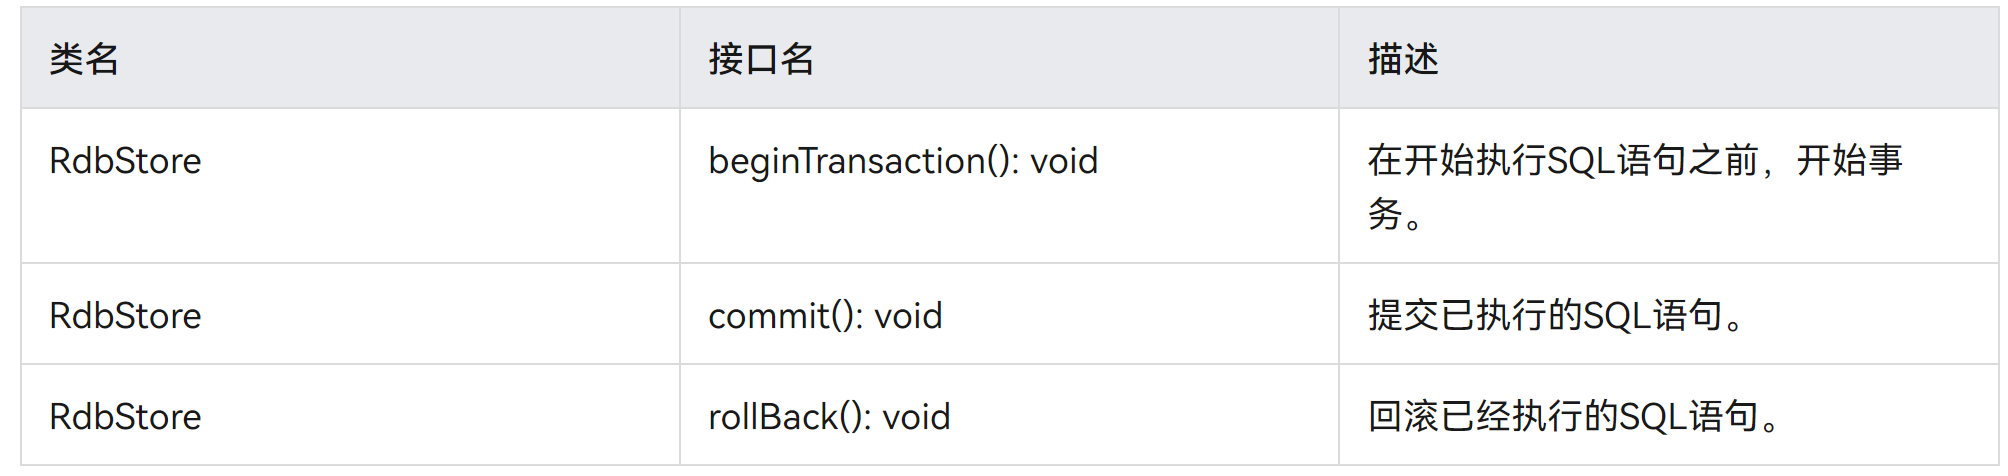 类名 接口名 描述
RdbStore beginTransaction(): void 在开始执行SQL语句之前，开始事
务。
RdbStore commit(): void 提交已执行的SQL语句。
RdbStore rollBack(): void 回滚已经执行的SQL语句。